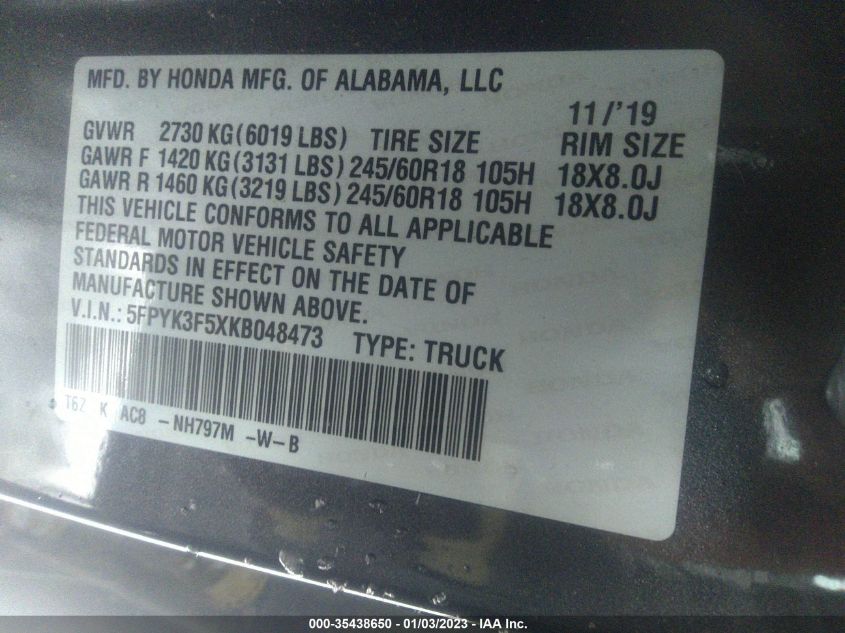 MFD. BY HONDA MFG. OF ALABAMA, LLC
11/'19
GVWR 2730 KG(6019 LBS) TIRE SIZE RIM SIZE
GAWR F 1420 KG(3131 LBS) 245/60R18 105H 18X8.0J
GAWR R 1460 KG(3219 LBS) 245/60R18 105H 18X8.0J
THIS VEHICLE CONFORMS TO ALL APPLICABLE
FEDERAL MOTOR VEHICLE SAFETY
STANDARDS IN EFFECT ON THE DATE OF
MANUFACTURE SHOWN ABOVE.
V.I.N.: 5FPYK3F5XKB048473 TYPE: TRUCK
T6Z K AC8 -NH797M -W-B
000-35438650 - 01/03/2023 - IAA Inc.